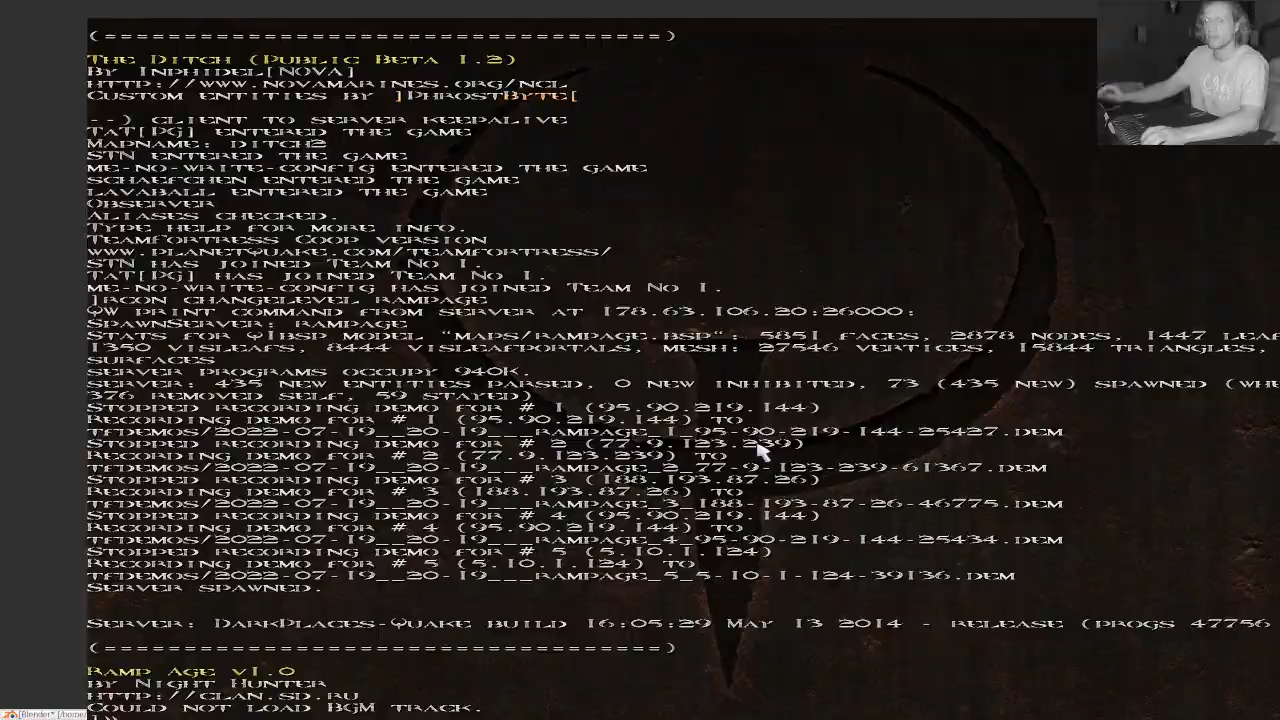 (=================================)
The Ditch (Public Beta 1.2)
By Inphidel[NOVA]
http://www.novamarines.org/ncl
Custom entities by ]PhrostByte[
--> client to server keepalive
TAT[PG] entered the game
Mapname: ditch2
stn entered the game
me-no-write-config entered the game
schaefchen entered the game
lavaball entered the game
Observer
Aliases checked.
Type help for more info.
TeamFortress Coop version
www.planetquake.com/teamfortress/
stn has joined Team No 1.
TAT[PG] has joined Team No 1.
me-no-write-config has joined Team No 1.
]rcon changelevel rampage
QW print command from server at 178.63.106.20:26000:
SpawnServer: rampage
Stats for q1bsp model "maps/rampage.bsp": 5851 faces, 2878 nodes, 1447 leaf
1350 visleafs, 8444 visleafportals, mesh: 27546 vertices, 15844 triangles,
surfaces
Server programs occupy 940K.
Server: 435 new entities parsed, 0 new inhibited, 73 (435 new) spawned (whe
376 removed self, 59 stayed)
Stopped recording demo for # 1 (95.90.219.144)
Recording demo for # 1 (95.90.219.144) to
tfdemos/2022-07-19__20-19___rampage_1_95-90-219-144-25427.dem
Stopped recording demo for # 2 (77.9.123.239)
Recording demo for # 2 (77.9.123.239) to
tfdemos/2022-07-19__20-19___rampage_2_77-9-123-239-61367.dem
Stopped recording demo for # 3 (188.193.87.26)
Recording demo for # 3 (188.193.87.26) to
tfdemos/2022-07-19__20-19___rampage_3_188-193-87-26-46775.dem
Stopped recording demo for # 4 (95.90.219.144)
Recording demo for # 4 (95.90.219.144) to
tfdemos/2022-07-19__20-19___rampage_4_95-90-219-144-25434.dem
Stopped recording demo for # 5 (5.10.1.124)
Recording demo for # 5 (5.10.1.124) to
tfdemos/2022-07-19__20-19___rampage_5_5-10-1-124-39136.dem
Server spawned.
Server: DarkPlaces-Quake build 16:05:29 May 13 2014 - release (progs 47756
(=================================)
Ramp Age v1.0
by Night Hunter
http://clan.sd.ru
Could not load BGM track.
[Blender* [/home/